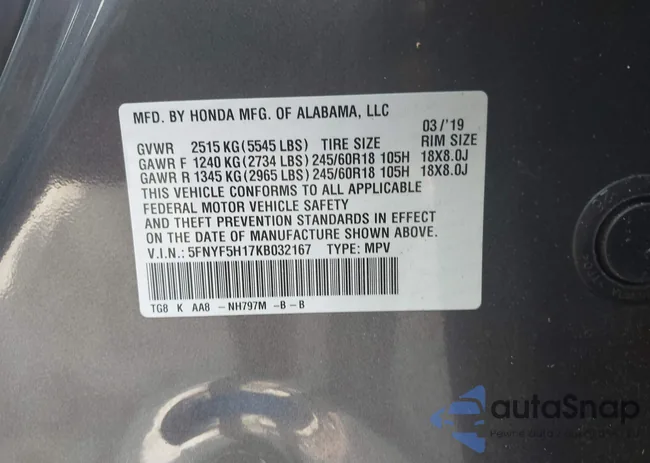 MFD. BY HONDA MFG. OF ALABAMA, LLC
03/'19
GVWR 2515 KG(5545 LBS) TIRE SIZE RIM SIZE
GAWR F 1240 KG(2734 LBS) 245/60R18 105H 18X8.0J
GAWR R 1345 KG(2965 LBS) 245/60R18 105H 18X8.0J
THIS VEHICLE CONFORMS TO ALL APPLICABLE
FEDERAL MOTOR VEHICLE SAFETY
AND THEFT PREVENTION STANDARDS IN EFFECT
ON THE DATE OF MANUFACTURE SHOWN ABOVE.
V.I.N.: 5FNYF5H17KB032167 TYPE: MPV
TG8 K AA8 -NH797M -B-B
autaSnap